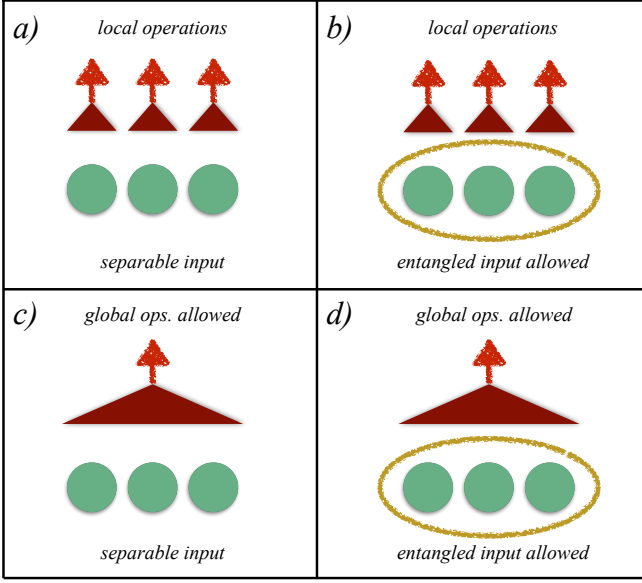 a)
local operations
separable input
b)
local operations
entangled input allowed
c)
global ops. allowed
separable input
d)
global ops. allowed
entangled input allowed